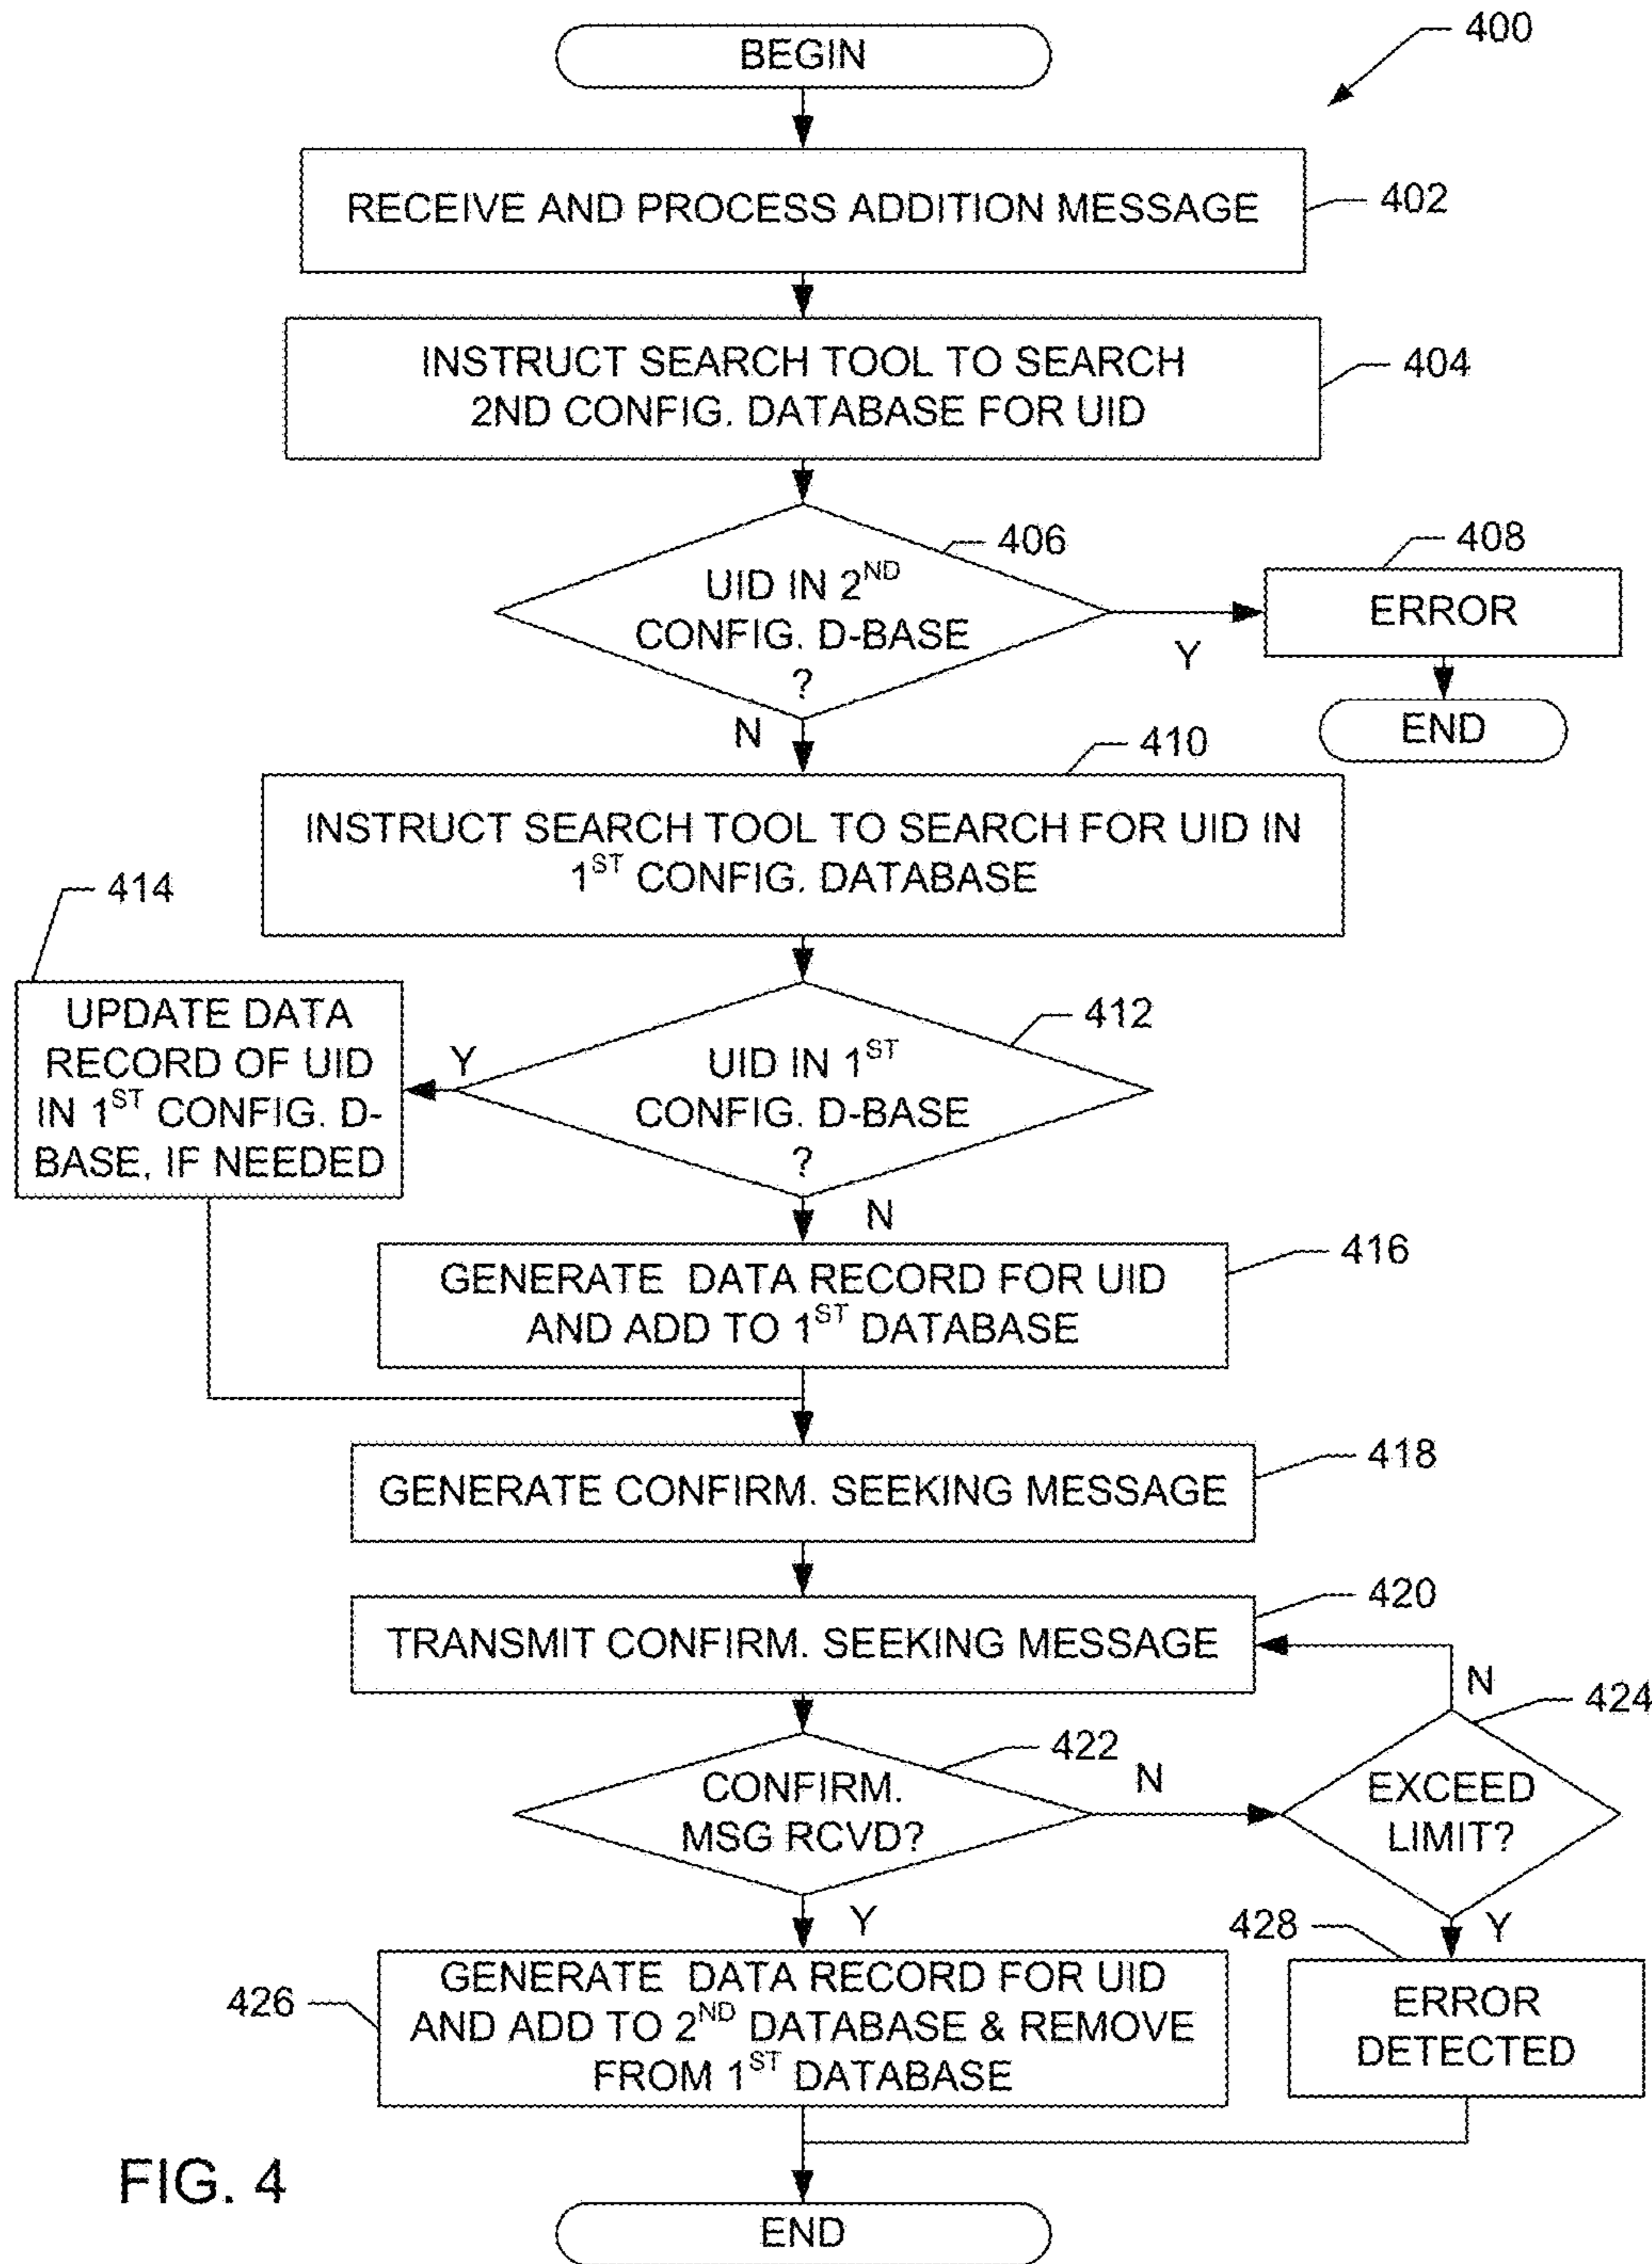 BEGIN
400
RECEIVE AND PROCESS ADDITION MESSAGE
402
INSTRUCT SEARCH TOOL TO SEARCH
2ND CONFIG. DATABASE FOR UID
404
UID IN 2ND
CONFIG. D-BASE
?
406
Y
N
ERROR
408
END
INSTRUCT SEARCH TOOL TO SEARCH FOR UID IN
1ST CONFIG. DATABASE
410
UID IN 1ST
CONFIG. D-BASE
?
412
Y
N
UPDATE DATA
RECORD OF UID
IN 1ST CONFIG. D-
BASE, IF NEEDED
414
GENERATE DATA RECORD FOR UID
AND ADD TO 1ST DATABASE
416
GENERATE CONFIRM. SEEKING MESSAGE
418
TRANSMIT CONFIRM. SEEKING MESSAGE
420
CONFIRM.
MSG RCVD?
422
N
Y
EXCEED
LIMIT?
424
N
Y
GENERATE DATA RECORD FOR UID
AND ADD TO 2ND DATABASE & REMOVE
FROM 1ST DATABASE
426
ERROR
DETECTED
428
END
FIG. 4